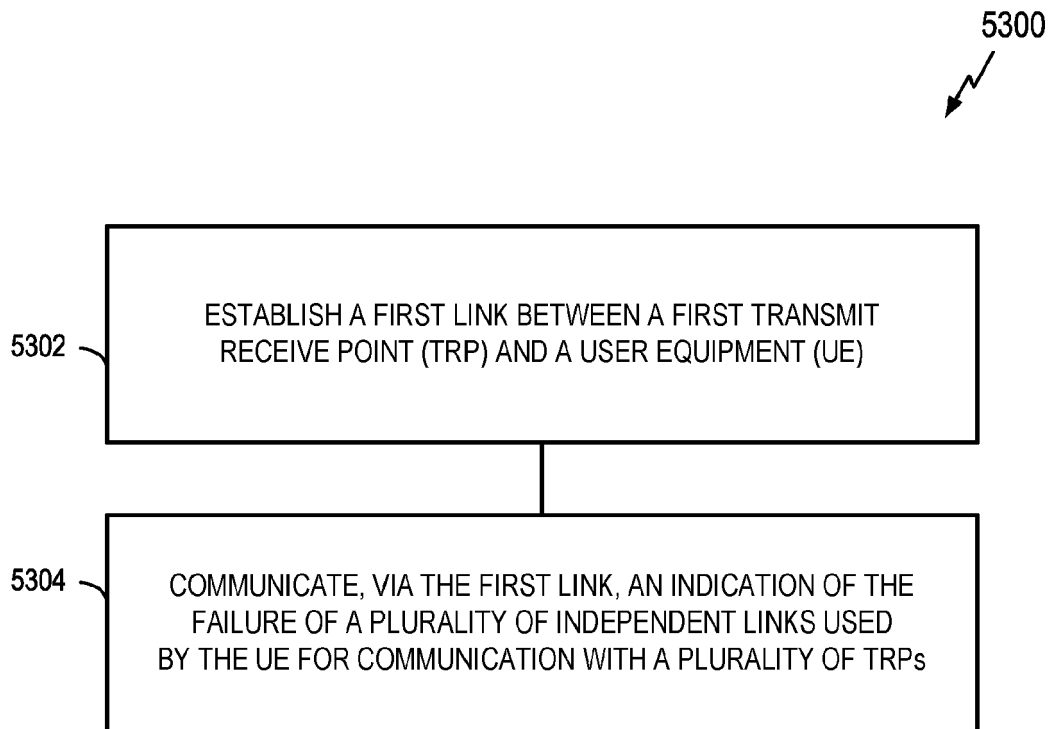 5300
5302
ESTABLISH A FIRST LINK BETWEEN A FIRST TRANSMIT
RECEIVE POINT (TRP) AND A USER EQUIPMENT (UE)
5304
COMMUNICATE, VIA THE FIRST LINK, AN INDICATION OF THE
FAILURE OF A PLURALITY OF INDEPENDENT LINKS USED
BY THE UE FOR COMMUNICATION WITH A PLURALITY OF TRPs